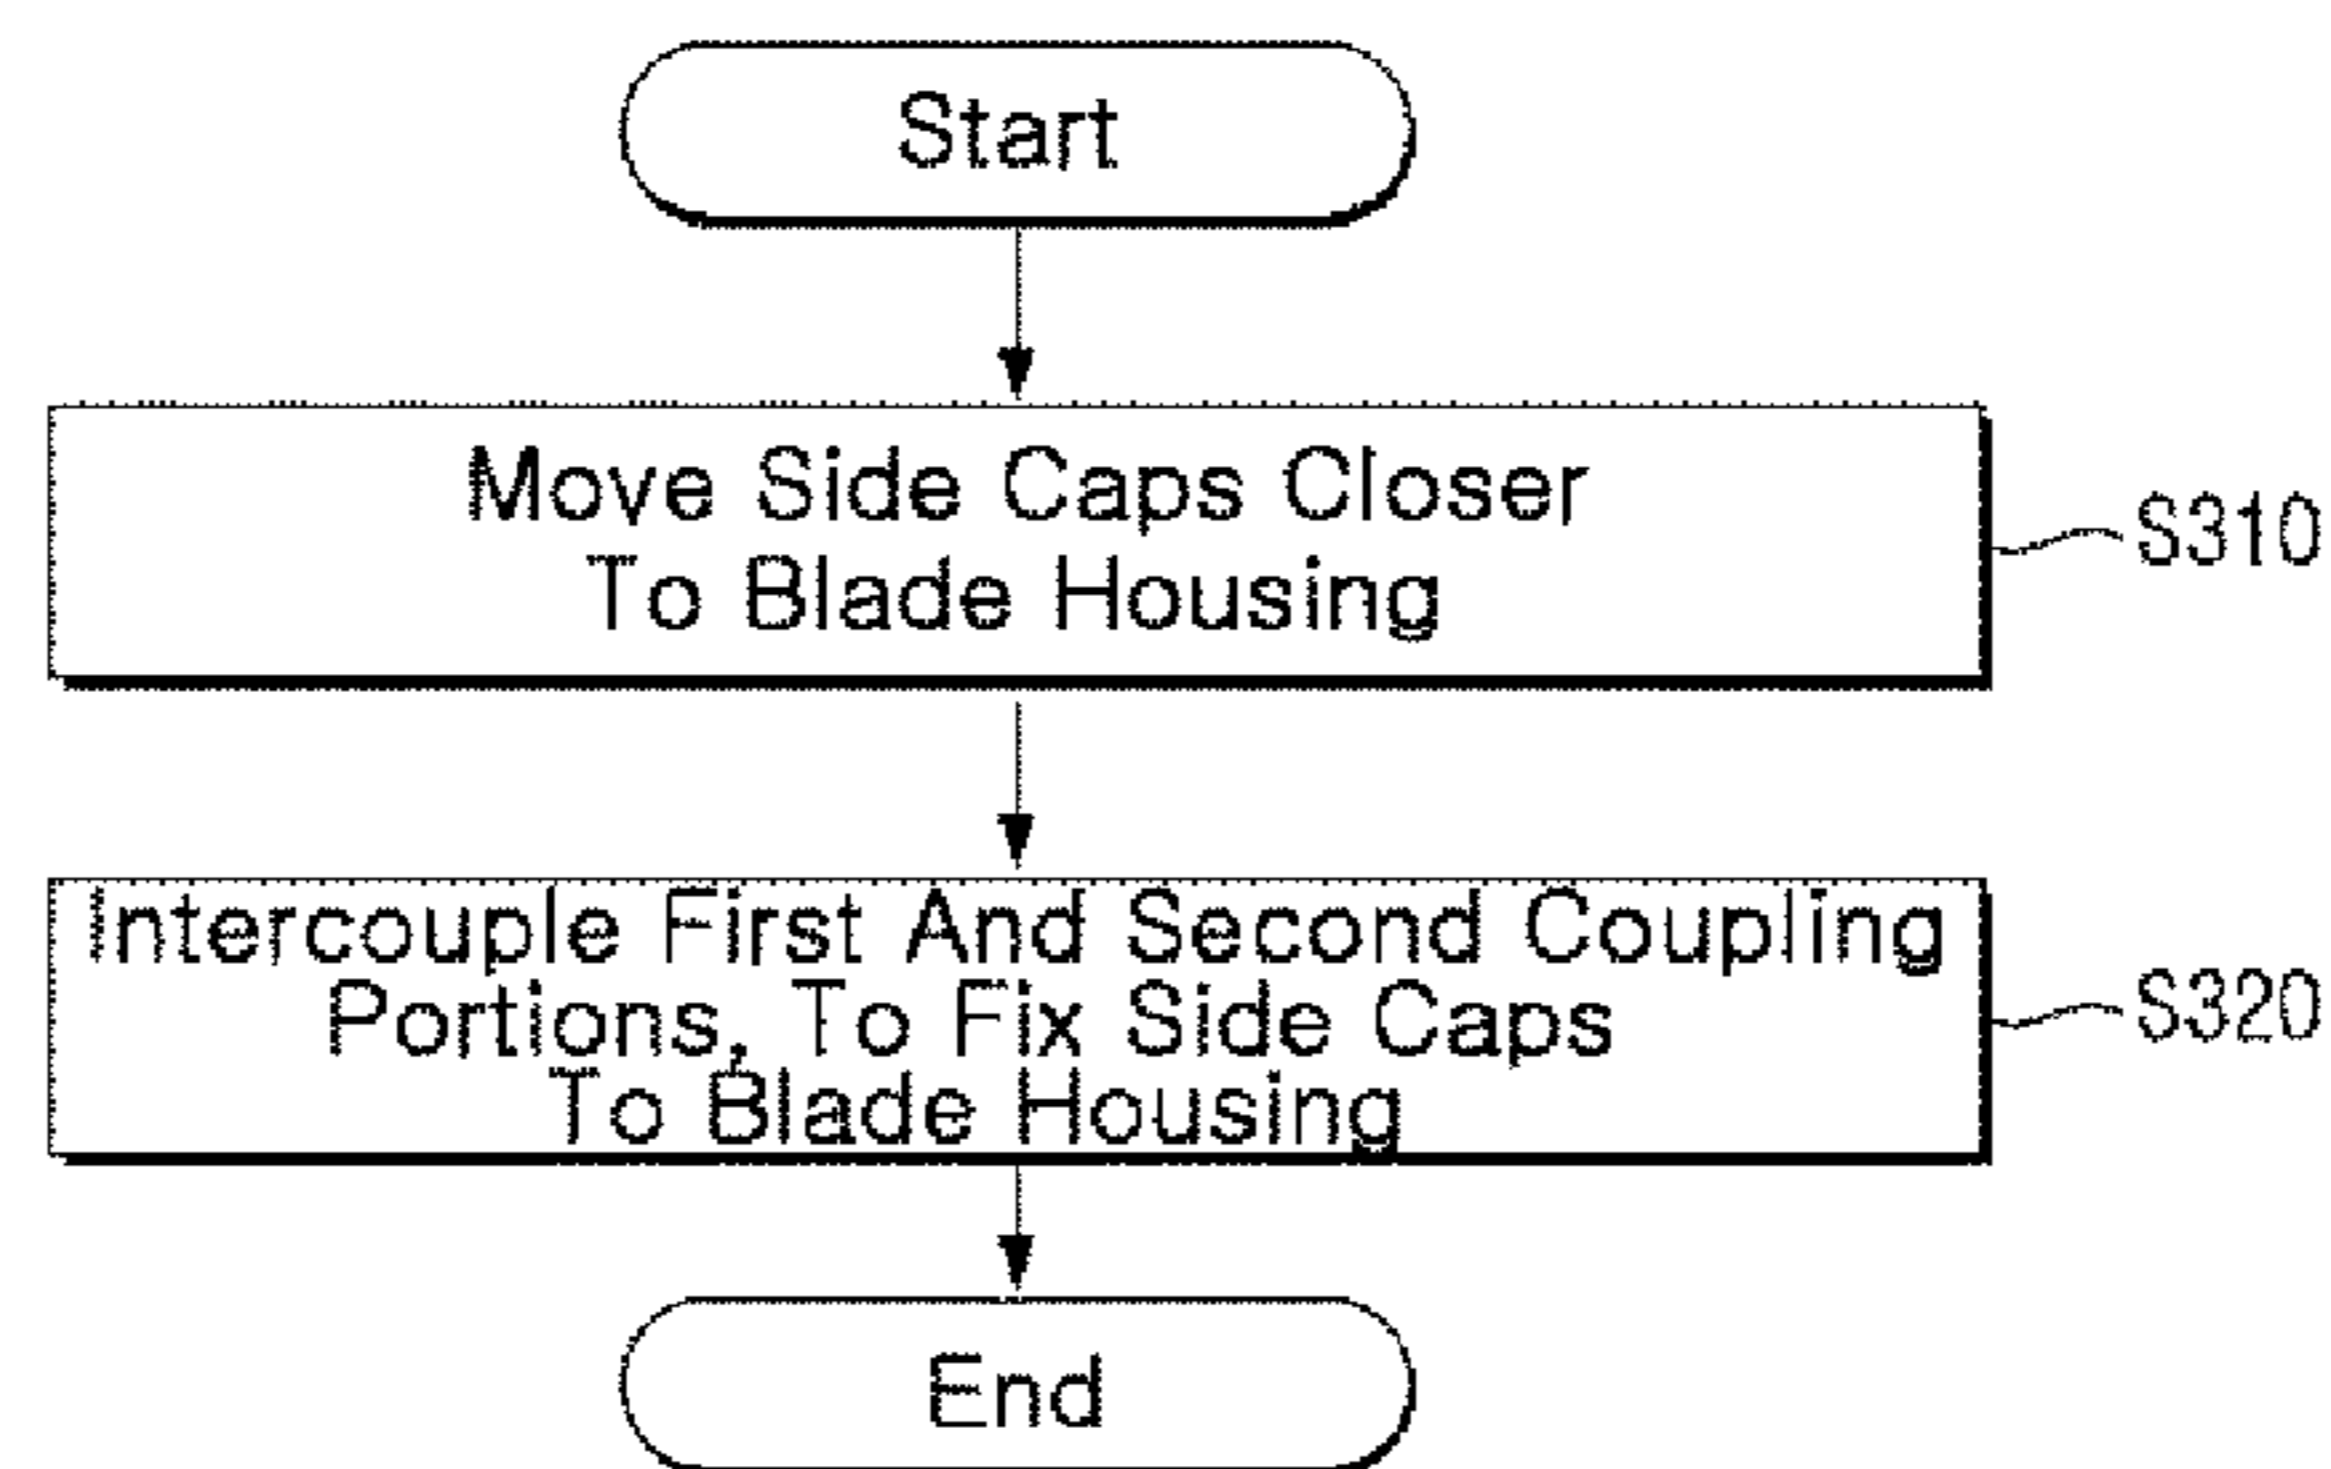 Start
Move Side Caps Closer
To Blade Housing
S310
Intercouple First And Second Coupling
Portions, To Fix Side Caps
To Blade Housing
S320
End